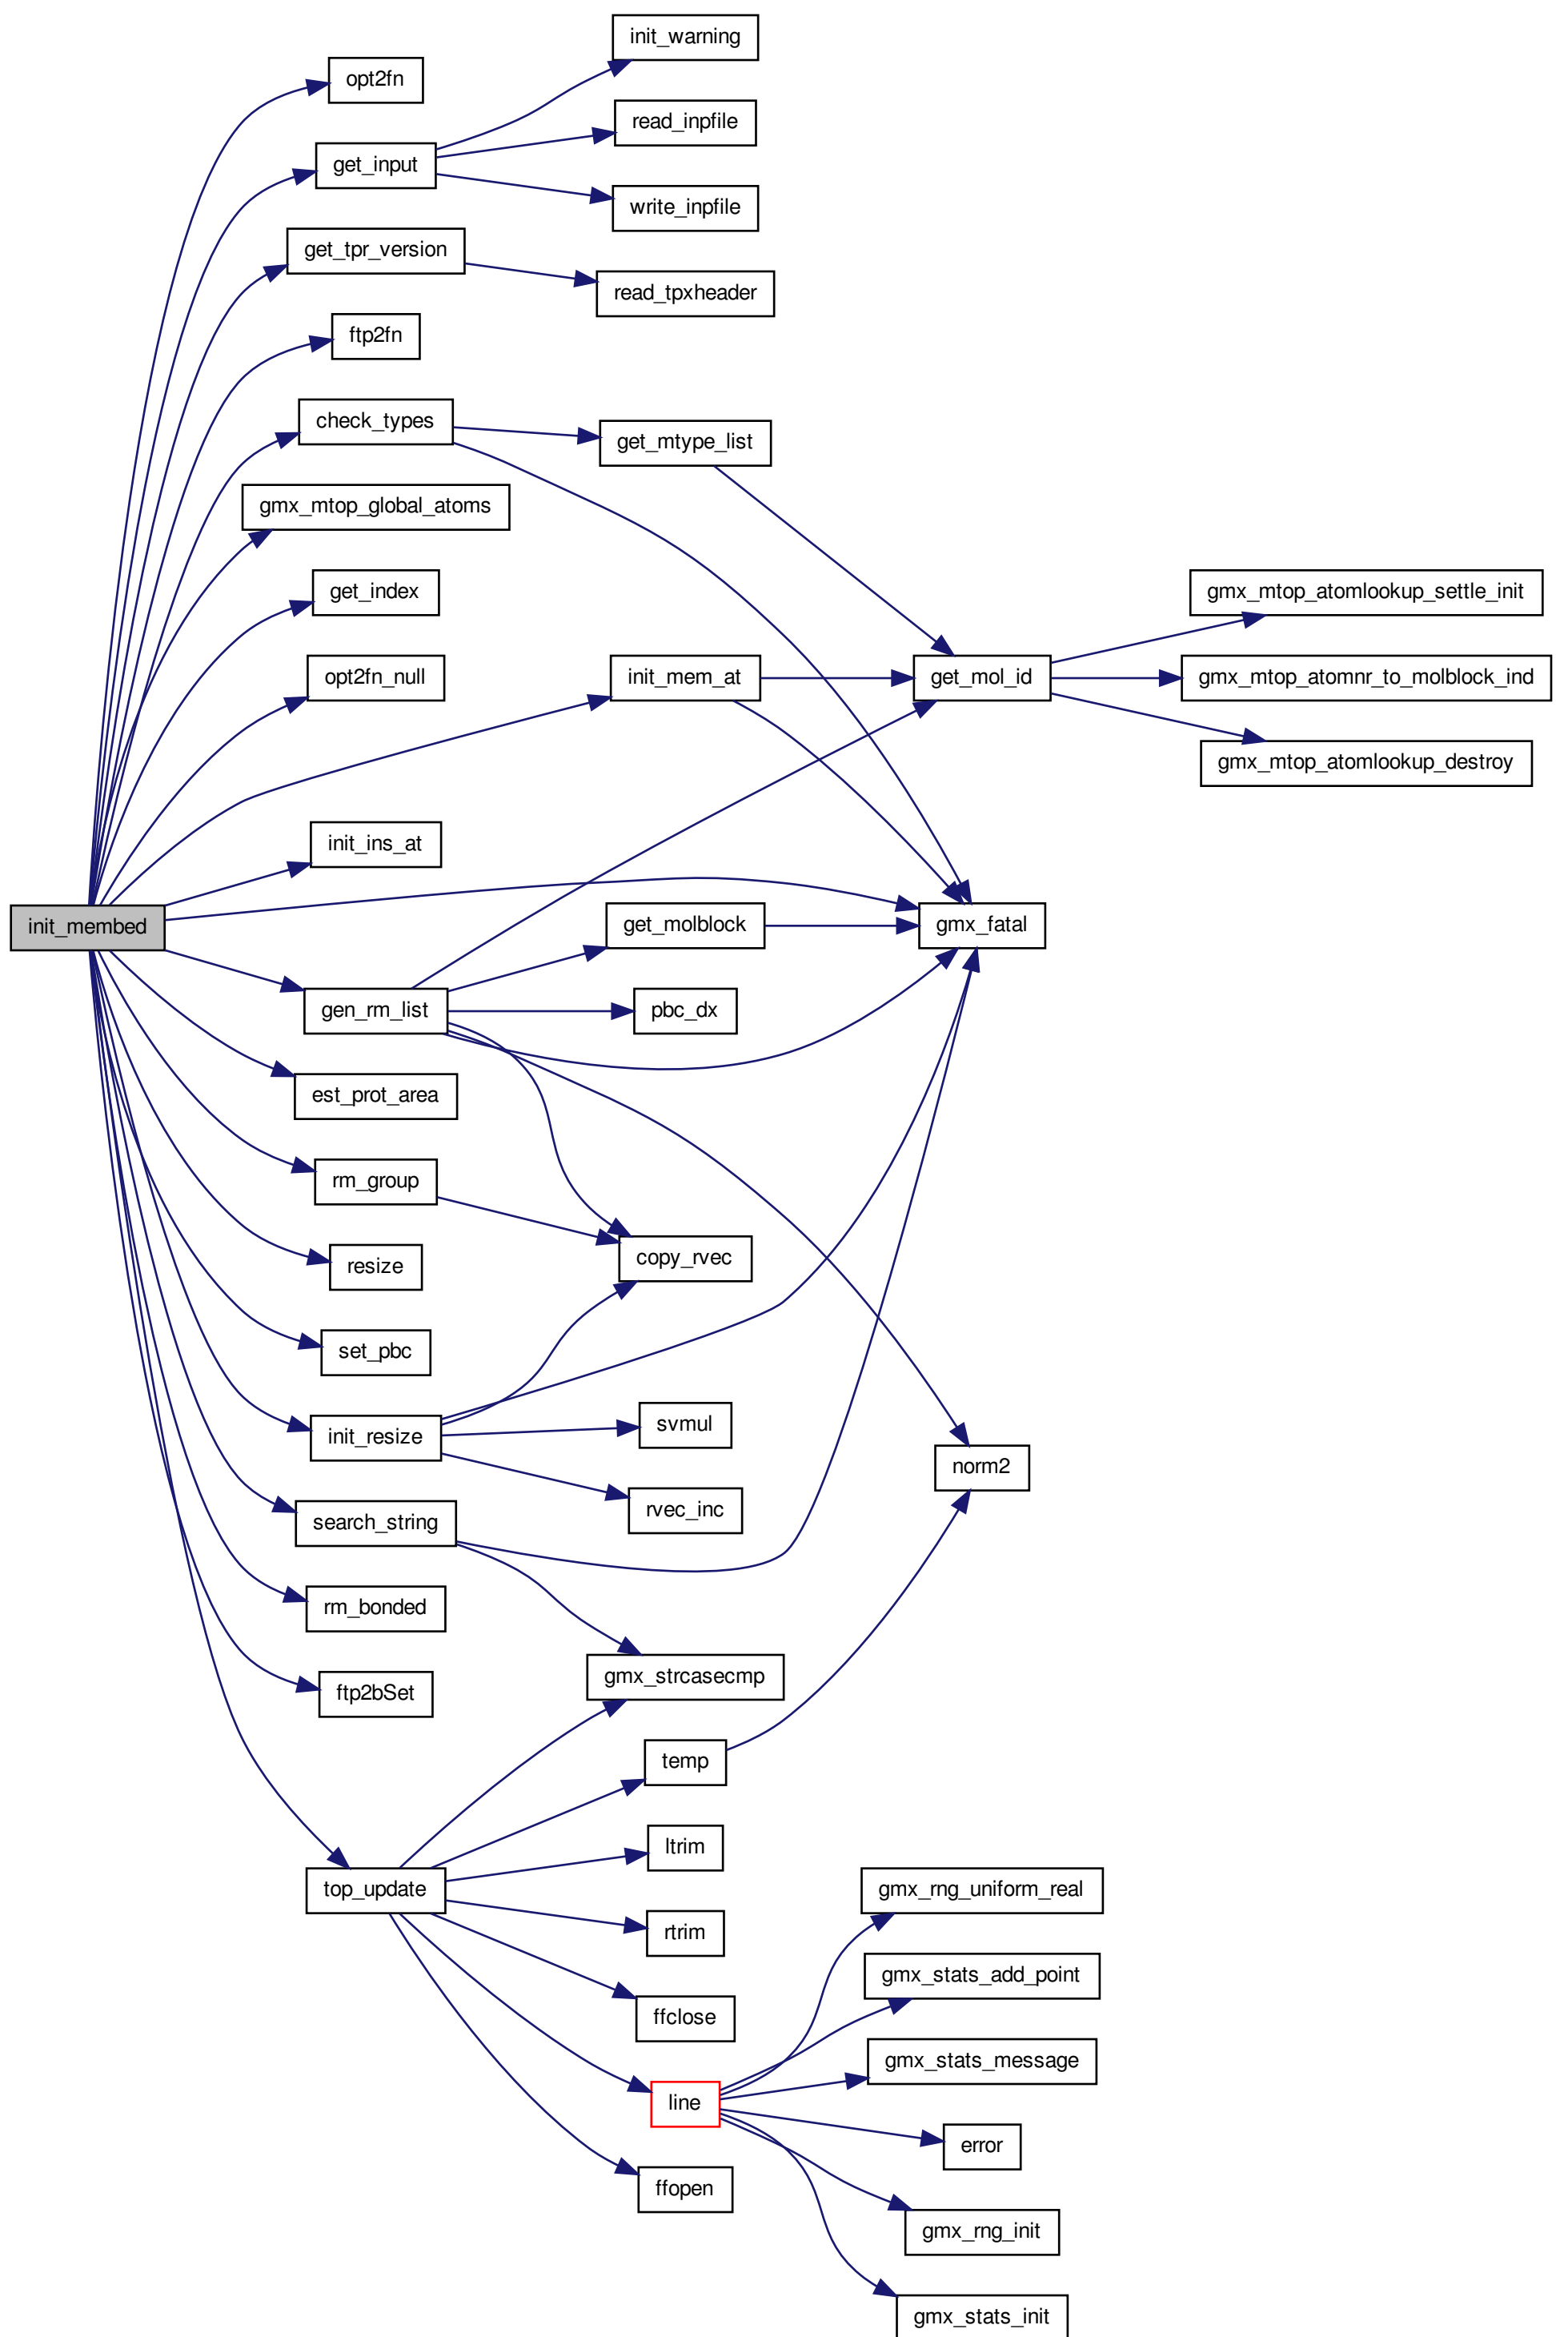 init_warning
opt2fn
read_inpfile
get_input
write_inpfile
get_tpr_version
read_tpxheader
ftp2fn
check_types
get_mtype_list
gmx_mtop_global_atoms
get_index
gmx_mtop_atomlookup_settle_init
opt2fn_null
init_mem_at
get_mol_id
gmx_mtop_atomnr_to_molblock_ind
gmx_mtop_atomlookup_destroy
init_ins_at
init_membed
get_molblock
gmx_fatal
gen_rm_list
pbc_dx
est_prot_area
rm_group
copy_rvec
resize
set_pbc
init_resize
svmul
norm2
rvec_inc
search_string
rm_bonded
gmx_strcasecmp
ftp2bSet
temp
ltrim
top_update
gmx_rng_uniform_real
rtrim
gmx_stats_add_point
ffclose
gmx_stats_message
line
error
ffopen
gmx_rng_init
gmx_stats_init